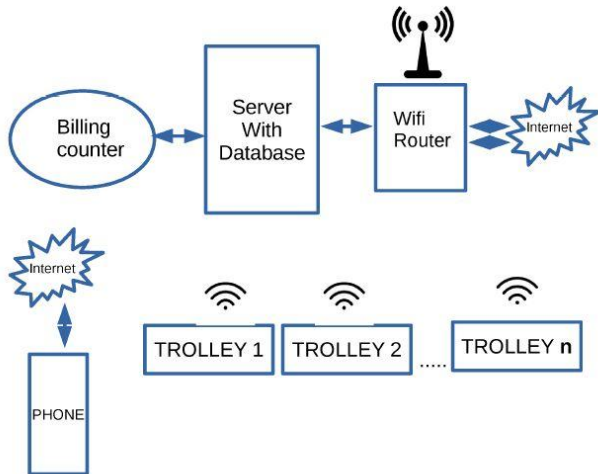 Billing
counter
Server
With
Database
Wifi
Router
Internet
Internet
PHONE
TROLLEY 1
TROLLEY 2
.....
TROLLEY n